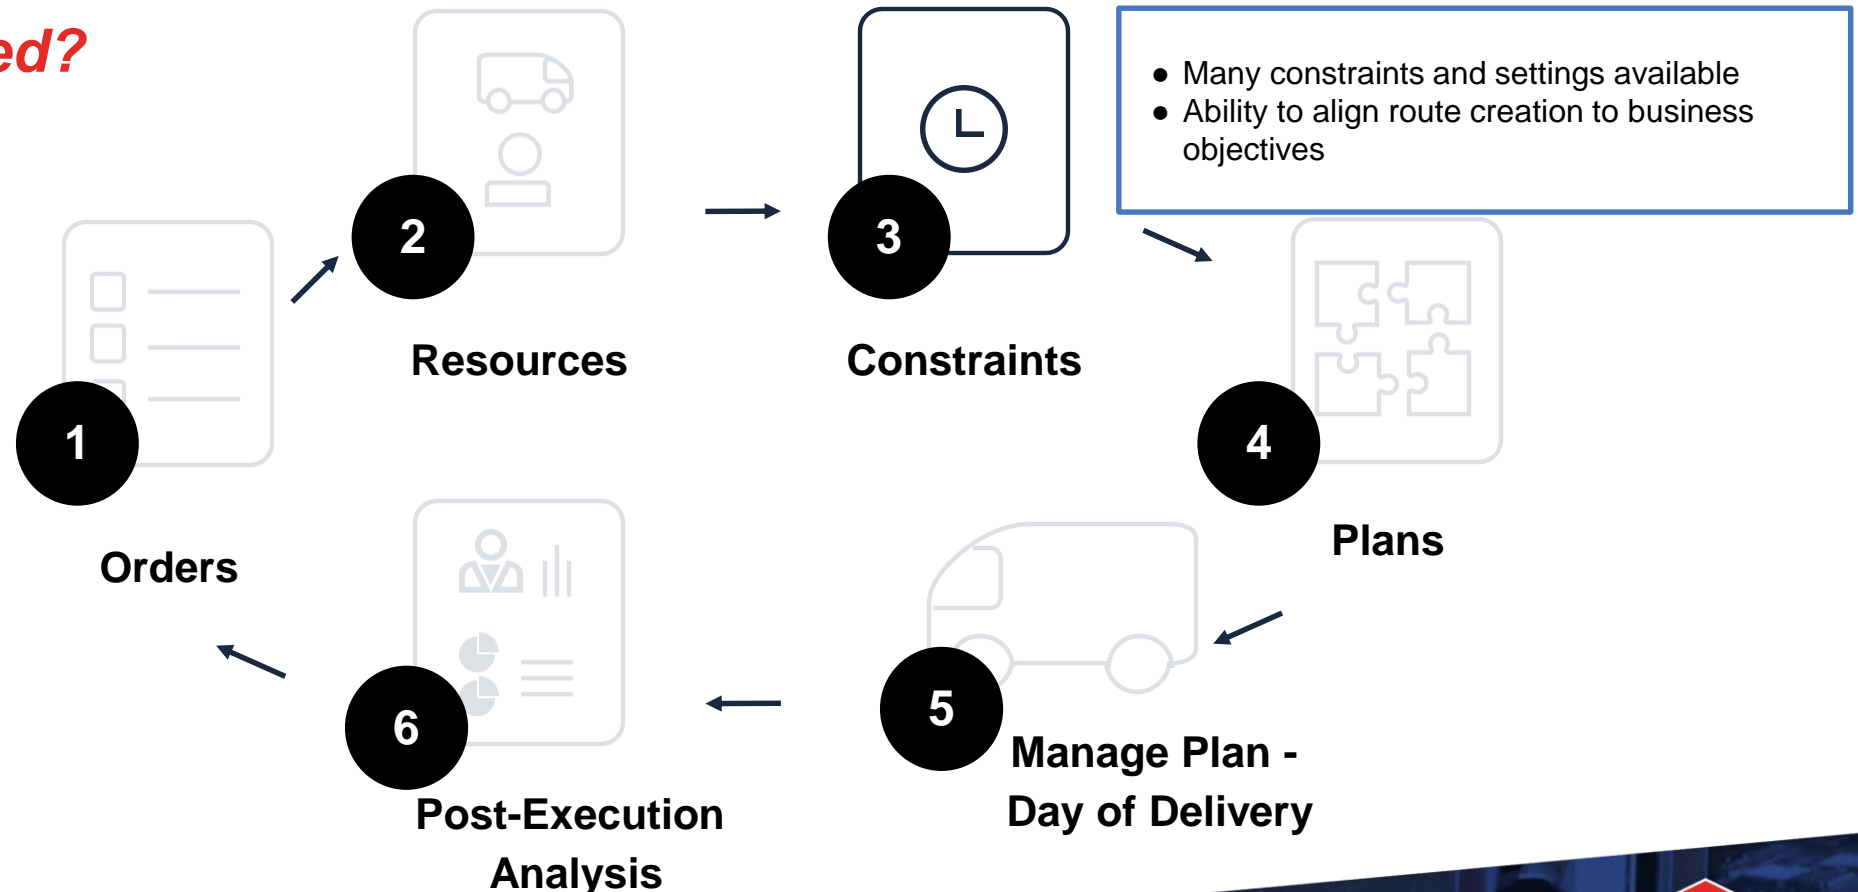 ● Many constraints and settings available
● Ability to align route creation to business
objectives
2
3
Resources
Constraints
1
4
Orders
Plans
6
5
Manage Plan -
Day of Delivery
Post-Execution
Analysis